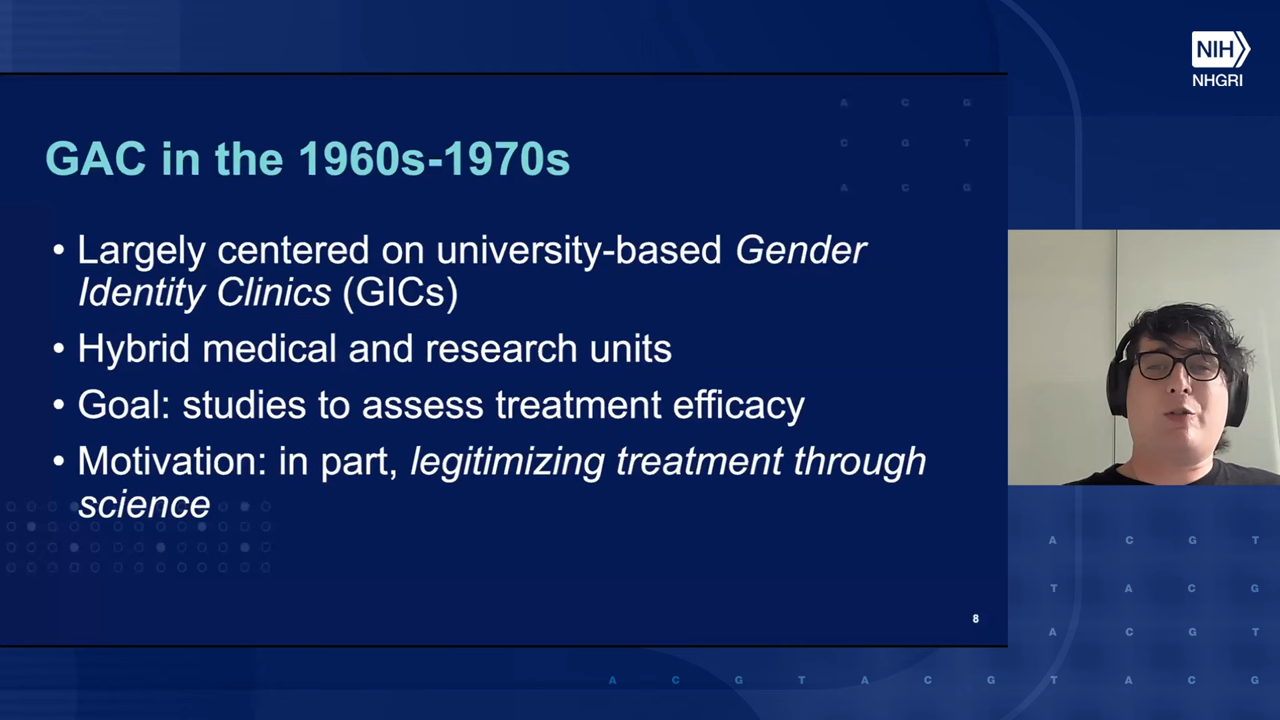 NIH
NHGRI
A C G
C G T
A C G
GAC in the 1960s-1970s
• Largely centered on university-based Gender
Identity Clinics (GICs)
• Hybrid medical and research units
• Goal: studies to assess treatment efficacy
• Motivation: in part, legitimizing treatment through
science
8
A C G T
T A C G
A C G T
A C G T A C G T A C G